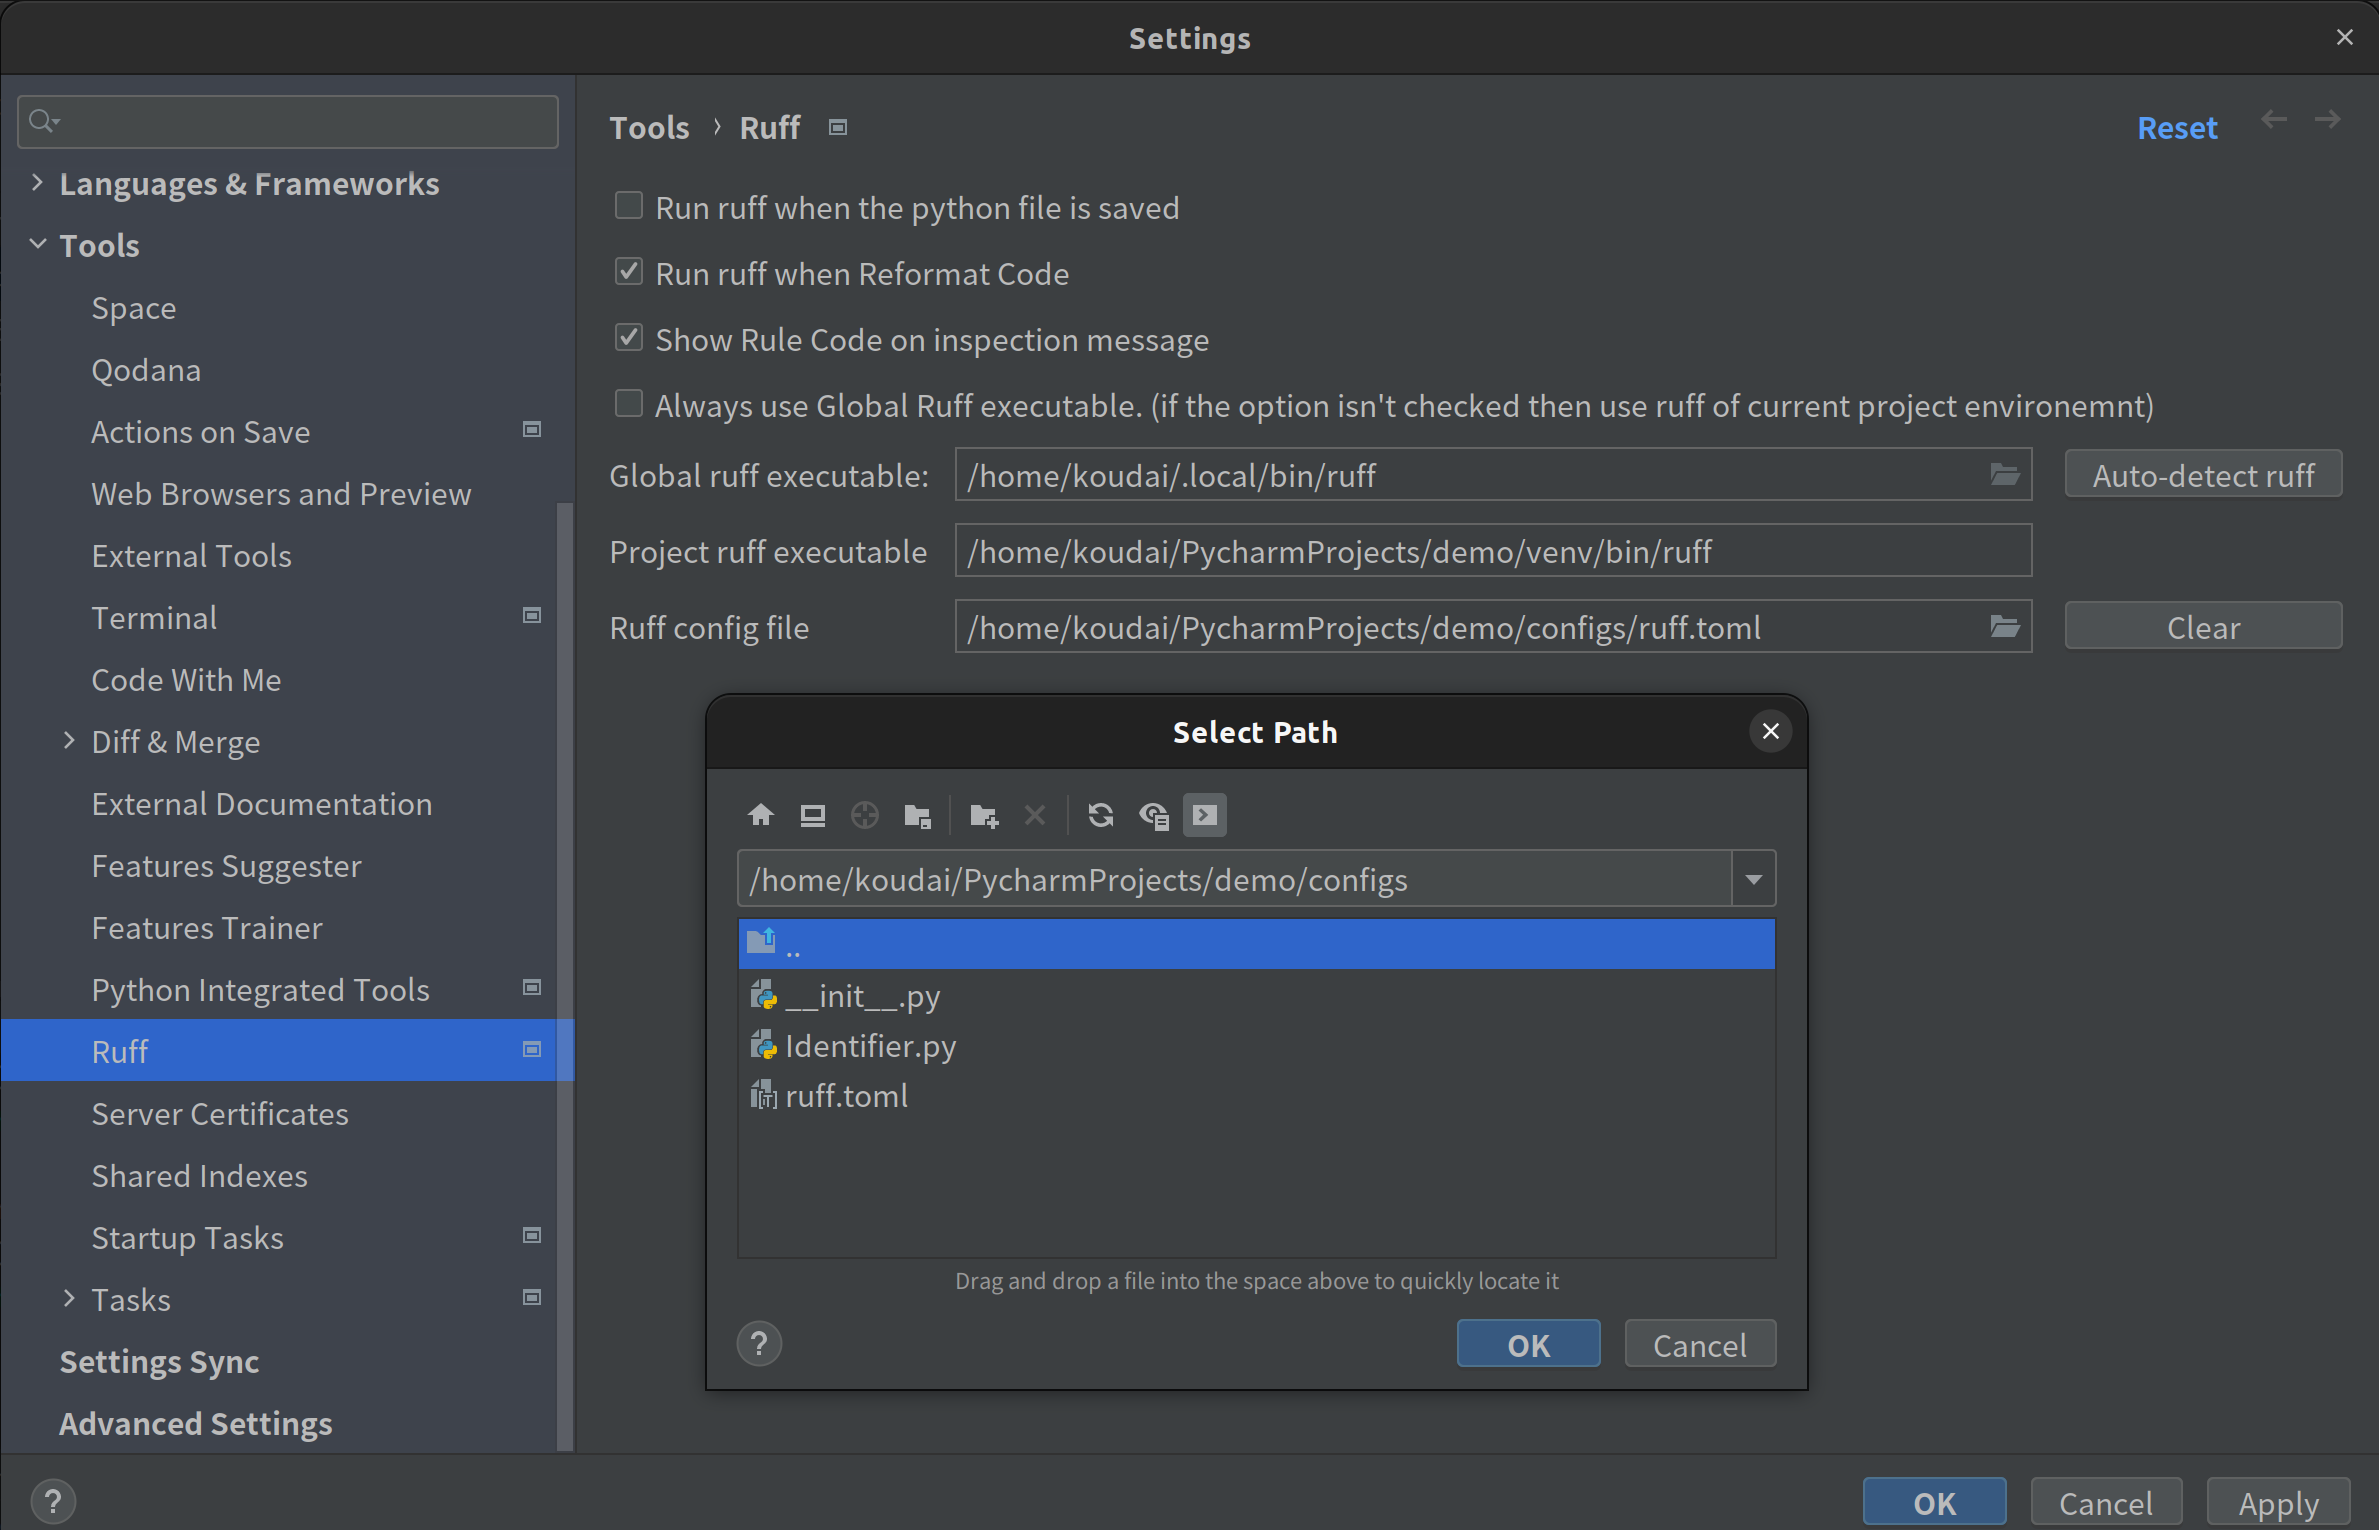 Settings
Languages & Frameworks
Tools
Space
Qodana
Actions on Save
Web Browsers and Preview
External Tools
Terminal
Code With Me
Diff & Merge
External Documentation
Features Suggester
Features Trainer
Python Integrated Tools
Ruff
Server Certificates
Shared Indexes
Startup Tasks
Tasks
Settings Sync
Advanced Settings
Tools › Ruff
Reset
Run ruff when the python file is saved
Run ruff when Reformat Code
Show Rule Code on inspection message
Always use Global Ruff executable. (if the option isn't checked then use ruff of current project environemnt)
Global ruff executable: /home/koudai/.local/bin/ruff Auto-detect ruff
Project ruff executable /home/koudai/PycharmProjects/demo/venv/bin/ruff
Ruff config file /home/koudai/PycharmProjects/demo/configs/ruff.toml Clear
Select Path
/home/koudai/PycharmProjects/demo/configs
..
__init__.py
Identifier.py
ruff.toml
Drag and drop a file into the space above to quickly locate it
? OK Cancel
? OK Cancel Apply